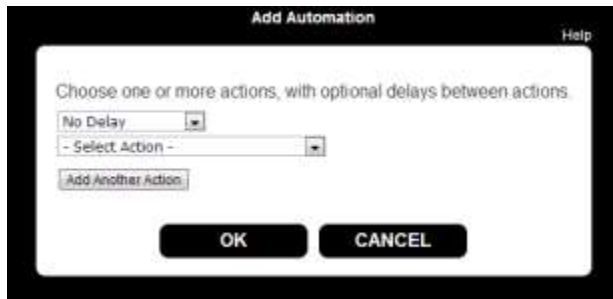 Add Automation
Help
Choose one or more actions, with optional delays between actions.
No Delay
- Select Action -
Add Another Action
OK CANCEL